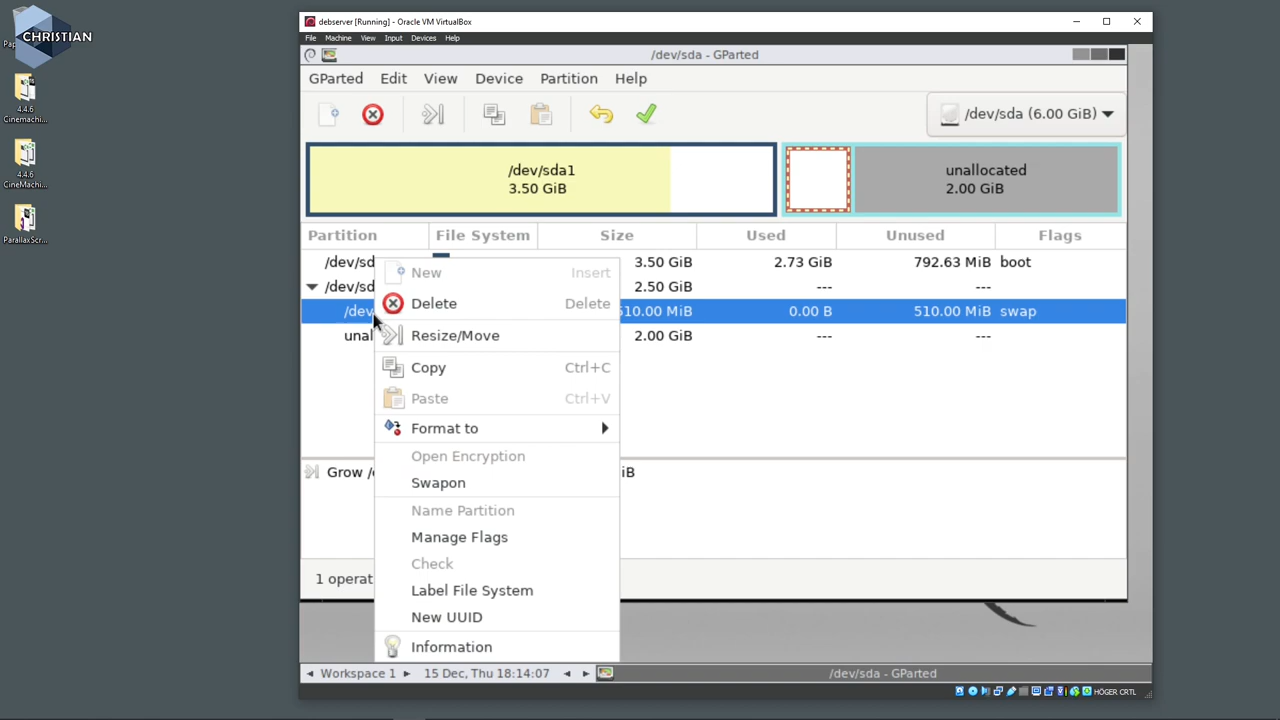 CHRISTIAN
4.4.6
Cinemachi...
4.4.6
CineMachi...
ParallaxScr...
debserver [Running] - Oracle VM VirtualBox
File Machine View Input Devices Help
/dev/sda - GParted
GParted Edit View Device Partition Help
/dev/sda (6.00 GiB)
/dev/sda1
3.50 GiB
unallocated
2.00 GiB
Partition File System Size Used Unused Flags
/dev/sd 3.50 GiB 2.73 GiB 792.63 MiB boot
/dev/sd 2.50 GiB --- ---
/dev 510.00 MiB 0.00 B 510.00 MiB swap
unal 2.00 GiB --- ---
New Insert
Delete Delete
Resize/Move
Copy Ctrl+C
Paste Ctrl+V
Format to
Open Encryption
Swapon
Name Partition
Manage Flags
Check
Label File System
New UUID
Information
Grow / iB
1 operat
Workspace 1 15 Dec, Thu 18:14:07 /dev/sda - GParted
HÖGER CRTL